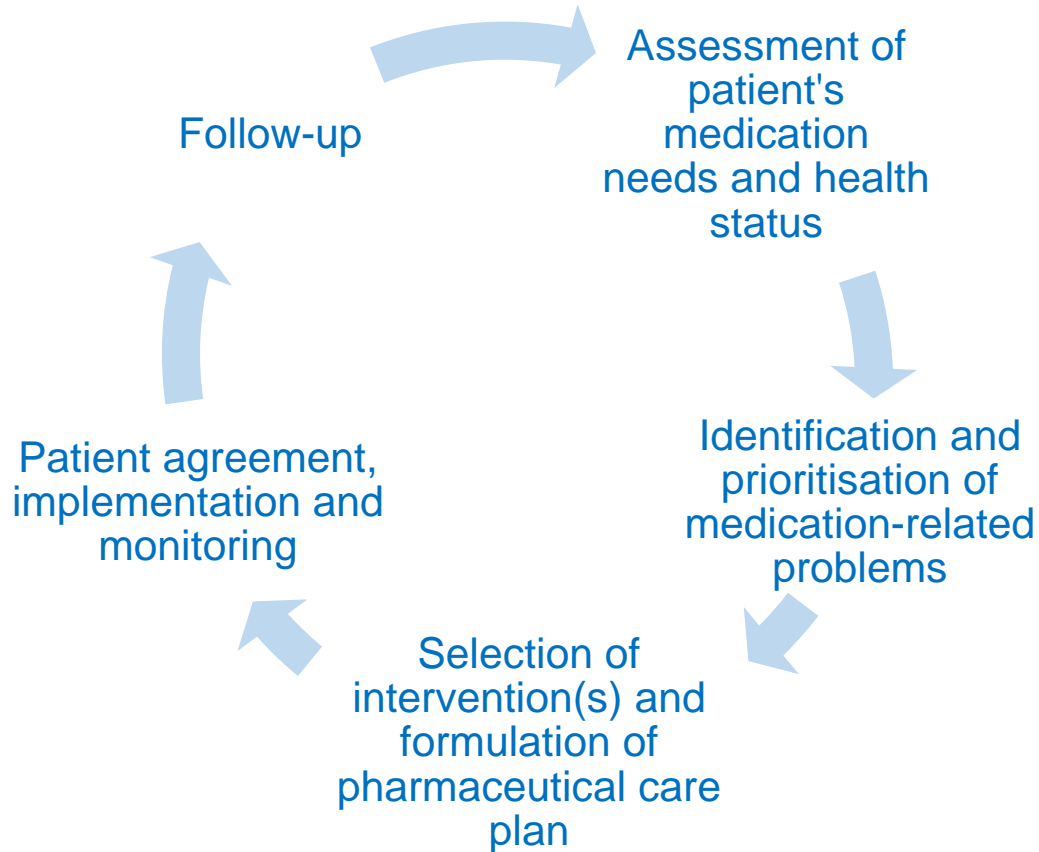 Assessment of
patient's
medication
needs and health
status
Identification and
prioritisation of
medication-related
problems
Selection of
intervention(s) and
formulation of
pharmaceutical care
plan
Patient agreement,
implementation and
monitoring
Follow-up